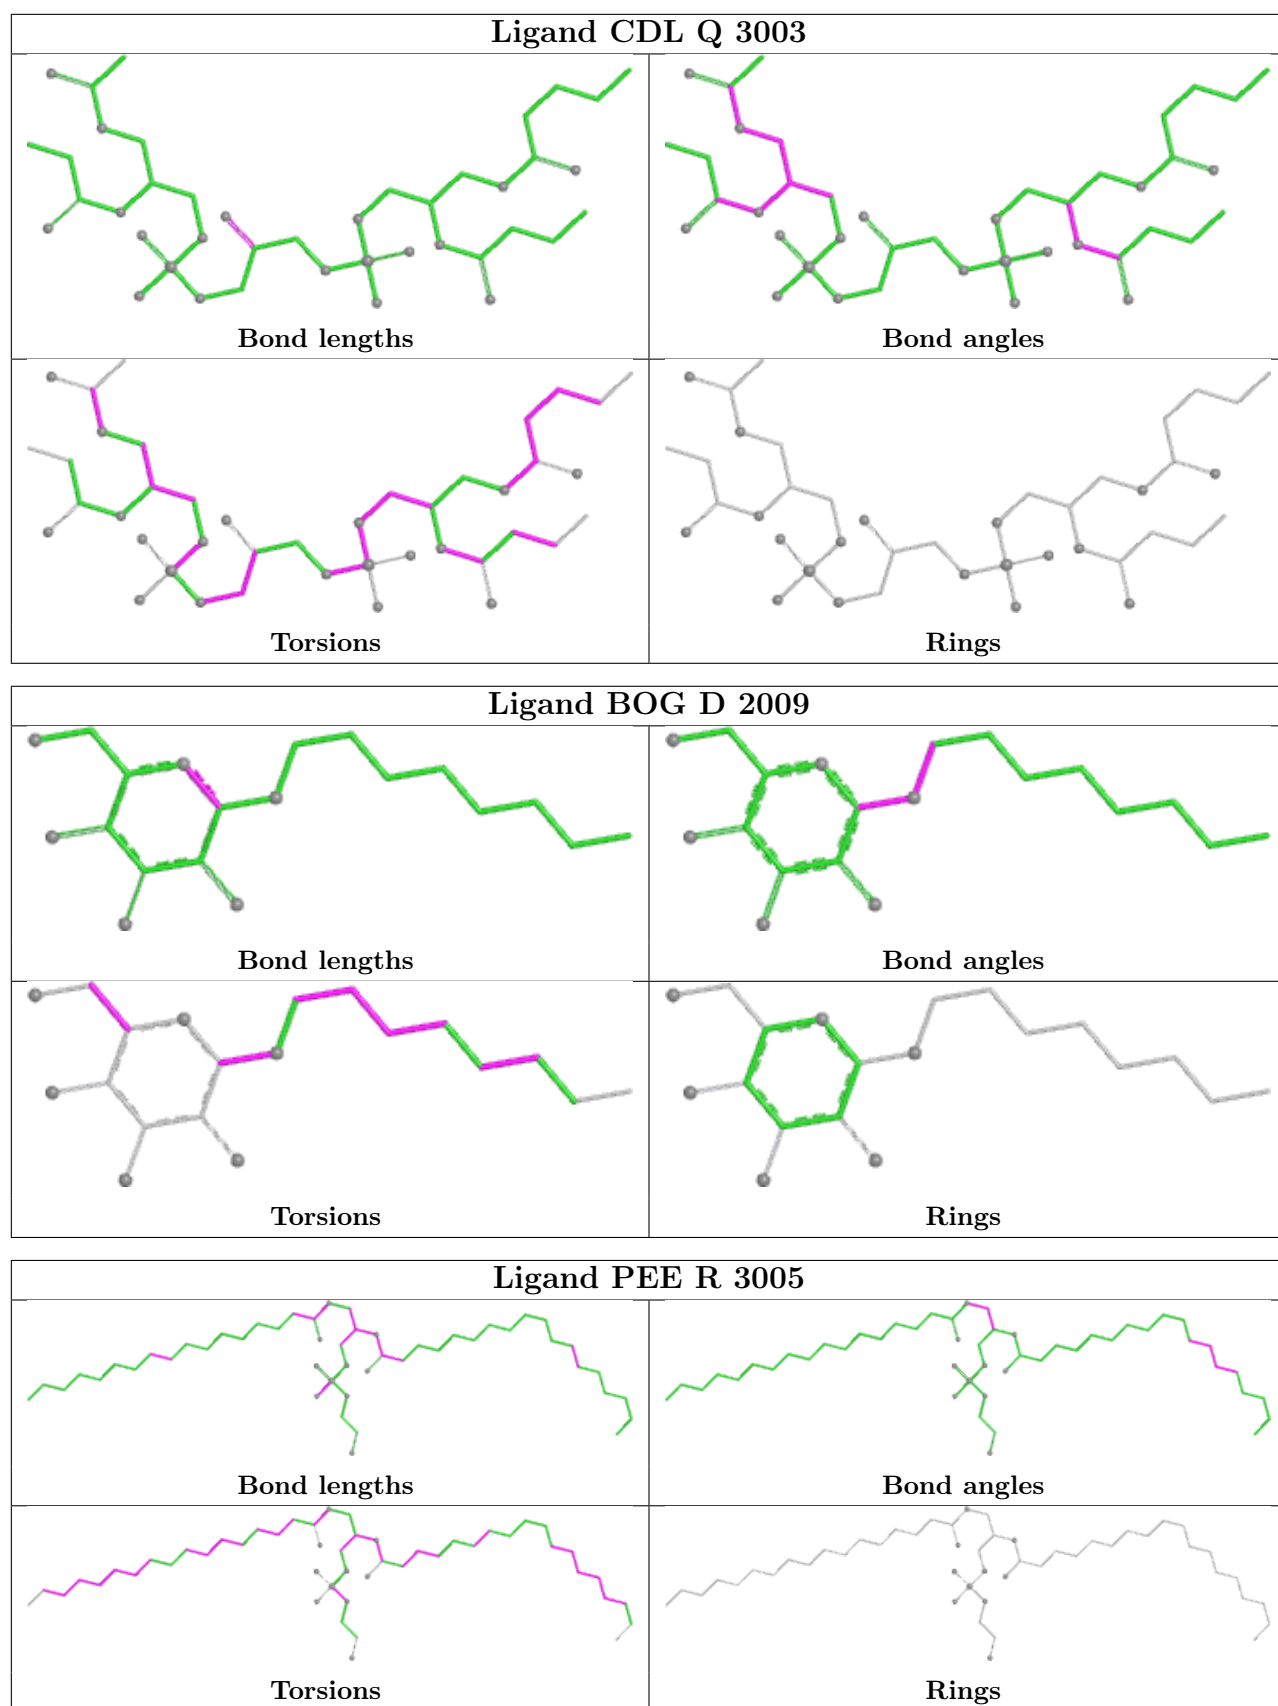 Ligand CDL Q 3003
Bond lengths
Bond angles
Torsions
Rings
Ligand BOG D 2009
Bond lengths
Bond angles
Torsions
Rings
Ligand PEE R 3005
Bond lengths
Bond angles
Torsions
Rings